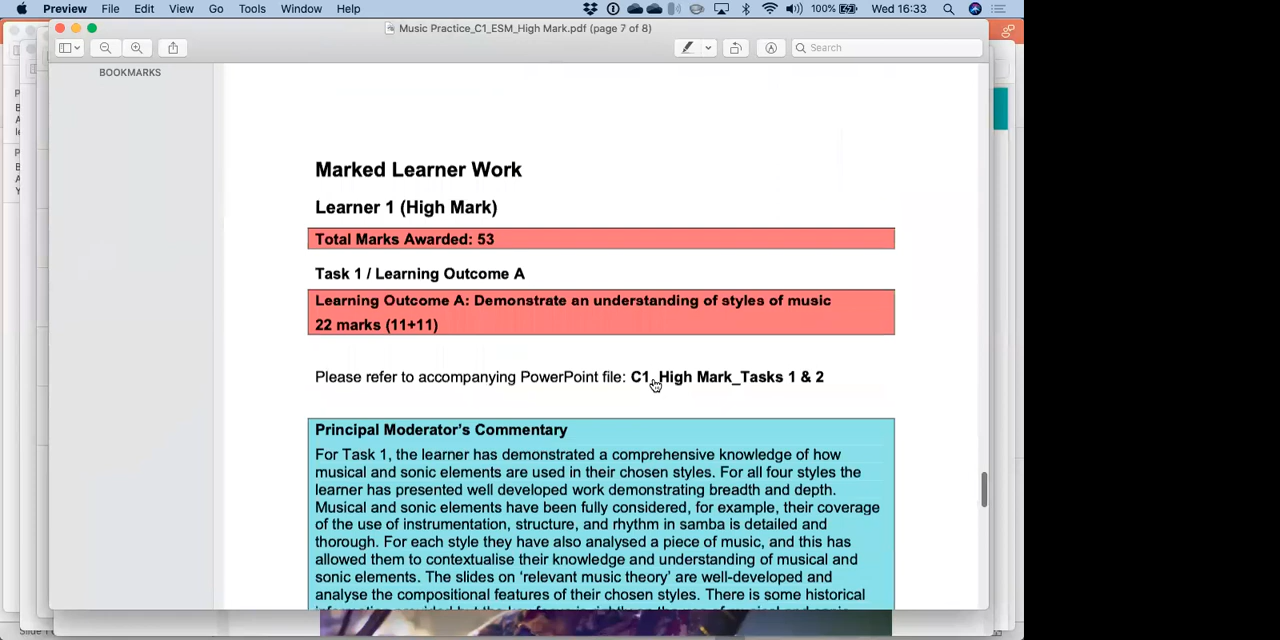 Preview File Edit View Go Tools Window Help 100% Wed 16:33
Music Practice_C1_ESM_High Mark.pdf (page 7 of 8)
Search
BOOKMARKS
Marked Learner Work
Learner 1 (High Mark)
Total Marks Awarded: 53
Task 1 / Learning Outcome A
Learning Outcome A: Demonstrate an understanding of styles of music
22 marks (11+11)
Please refer to accompanying PowerPoint file: C1_High Mark_Tasks 1 & 2
Principal Moderator's Commentary
For Task 1, the learner has demonstrated a comprehensive knowledge of how
musical and sonic elements are used in their chosen styles. For all four styles the
learner has presented well developed work demonstrating breadth and depth.
Musical and sonic elements have been fully considered, for example, their coverage
of the use of instrumentation, structure, and rhythm in samba is detailed and
thorough. For each style they have also analysed a piece of music, and this has
allowed them to contextualise their knowledge and understanding of musical and
sonic elements. The slides on 'relevant music theory' are well-developed and
analyse the compositional features of their chosen styles. There is some historical